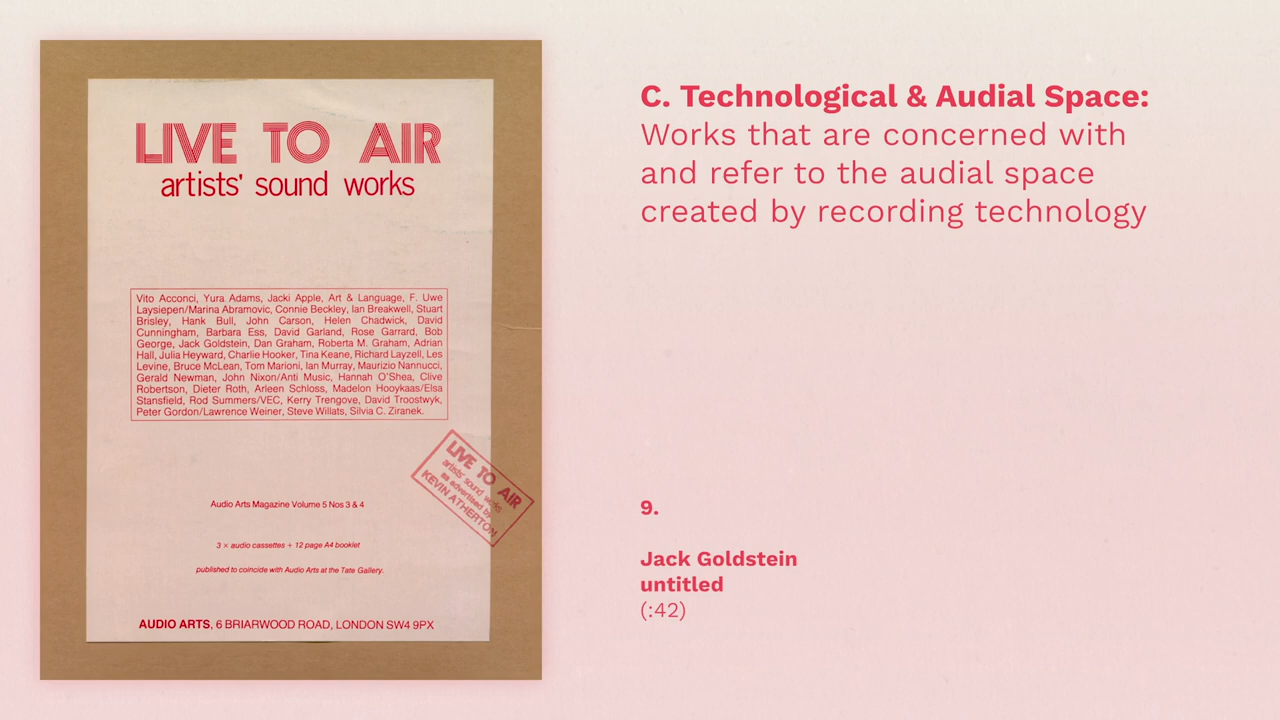 LIVE TO AIR
artists' sound works
Vito Acconci, Yura Adams, Jacki Apple, Art & Language, F. Uwe
Laysiepen/Marina Abramovic, Connie Beckley, Ian Breakwell, Stuart
Brisley, Hank Bull, John Carson, Helen Chadwick, David
Cunningham, Barbara Ess, David Garland, Rose Garrard, Bob
George, Jack Goldstein, Dan Graham, Roberta M. Graham, Adrian
Hall, Julia Heyward, Charlie Hooker, Tina Keane, Richard Layzell, Les
Levine, Bruce McLean, Tom Marioni, Ian Murray, Maurizio Nannucci,
Gerald Newman, John Nixon/Anti Music, Hannah O'Shea, Clive
Robertson, Dieter Roth, Arleen Schloss, Madelon Hooykaas/Elsa
Stansfield, Rod Summers/VEC, Kerry Trengove, David Troostwyk,
Peter Gordon/Lawrence Weiner, Steve Willats, Silvia C. Ziranek.
LIVE TO AIR
artists' sound works
as advertised by
KEVIN ATHERTON
Audio Arts Magazine Volume 5 Nos 3 & 4
3 × audio cassettes + 12 page A4 booklet
published to coincide with Audio Arts at the Tate Gallery.
AUDIO ARTS, 6 BRIARWOOD ROAD, LONDON SW4 9PX
C. Technological & Audial Space:
Works that are concerned with
and refer to the audial space
created by recording technology
9.
Jack Goldstein
untitled
(:42)